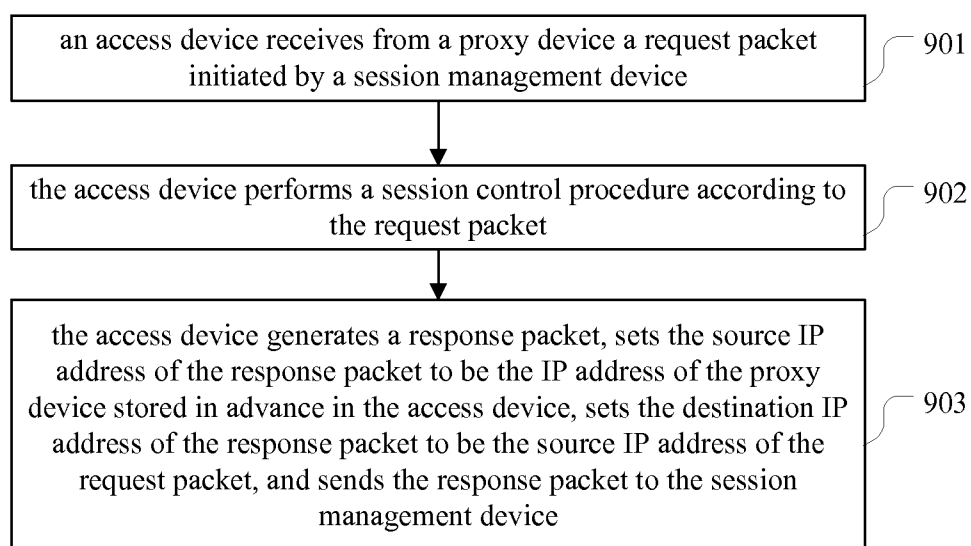 an access device receives from a proxy device a request packet
initiated by a session management device
901
the access device performs a session control procedure according to
the request packet
902
the access device generates a response packet, sets the source IP
address of the response packet to be the IP address of the proxy
device stored in advance in the access device, sets the destination IP
address of the response packet to be the source IP address of the
request packet, and sends the response packet to the session
management device
903